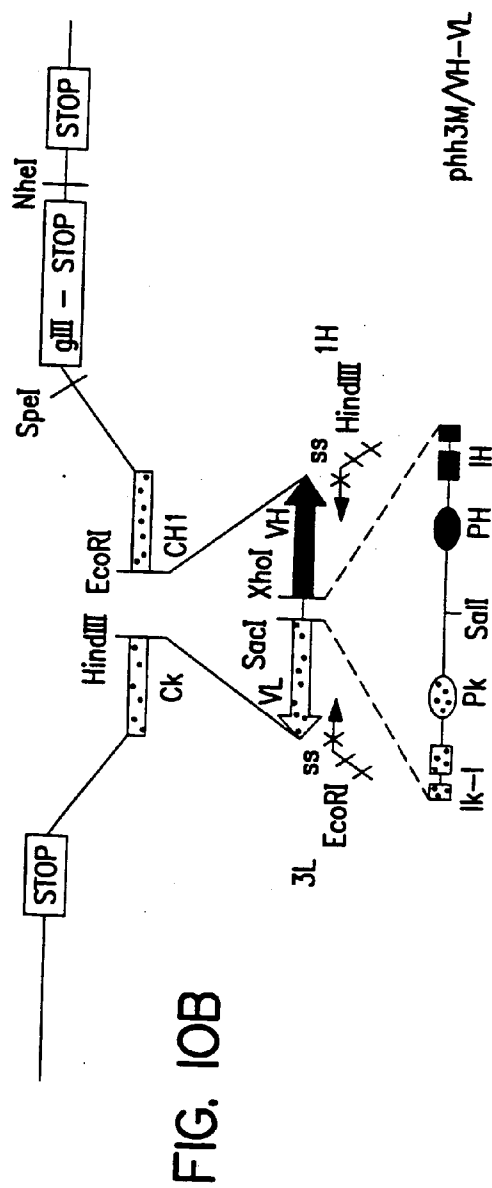 STOP
gIII – STOP
NheI
STOP
SpeI
HindIII
EcoRI
Ck
CH1
SacI
XhoI
VL
VH
3L
ss
EcoRI
ss
1H
HindIII
Ik-I
Pk
SalI
PH
IH
phh3M/VH-VL
FIG. 10B